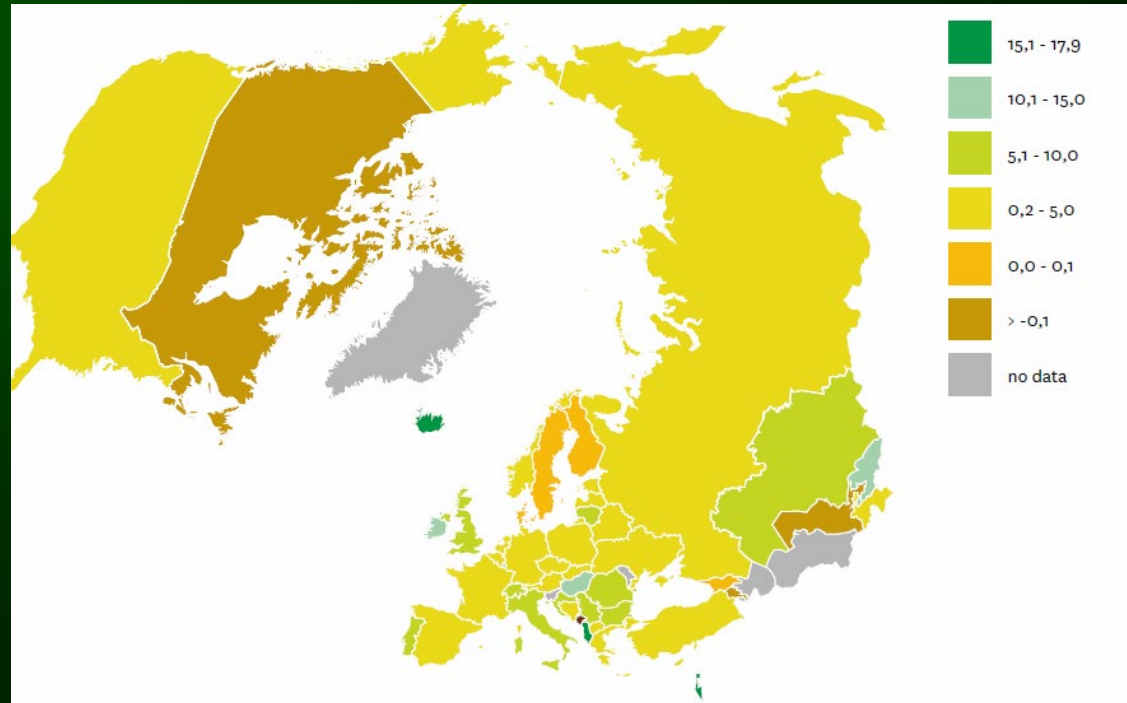 15,1 - 17,9
10,1 - 15,0
5,1 - 10,0
0,2 - 5,0
0,0 - 0,1
> -0,1
no data